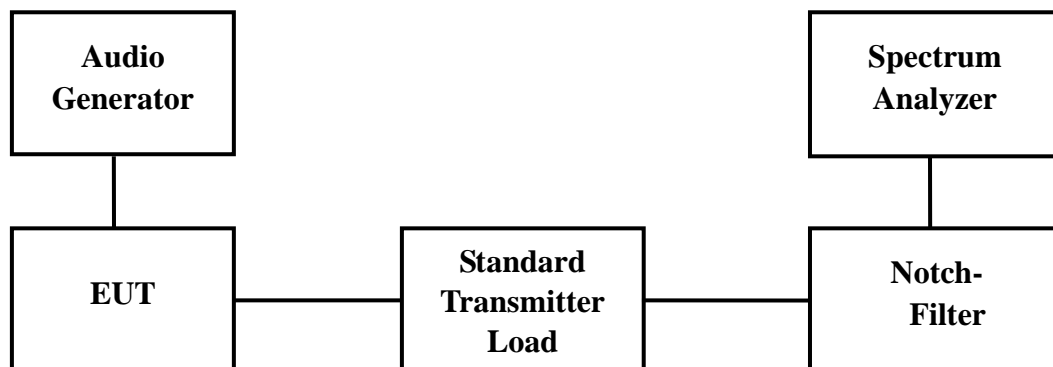 Audio
Generator
Spectrum
Analyzer
EUT
Standard
Transmitter
Load
Notch-
Filter